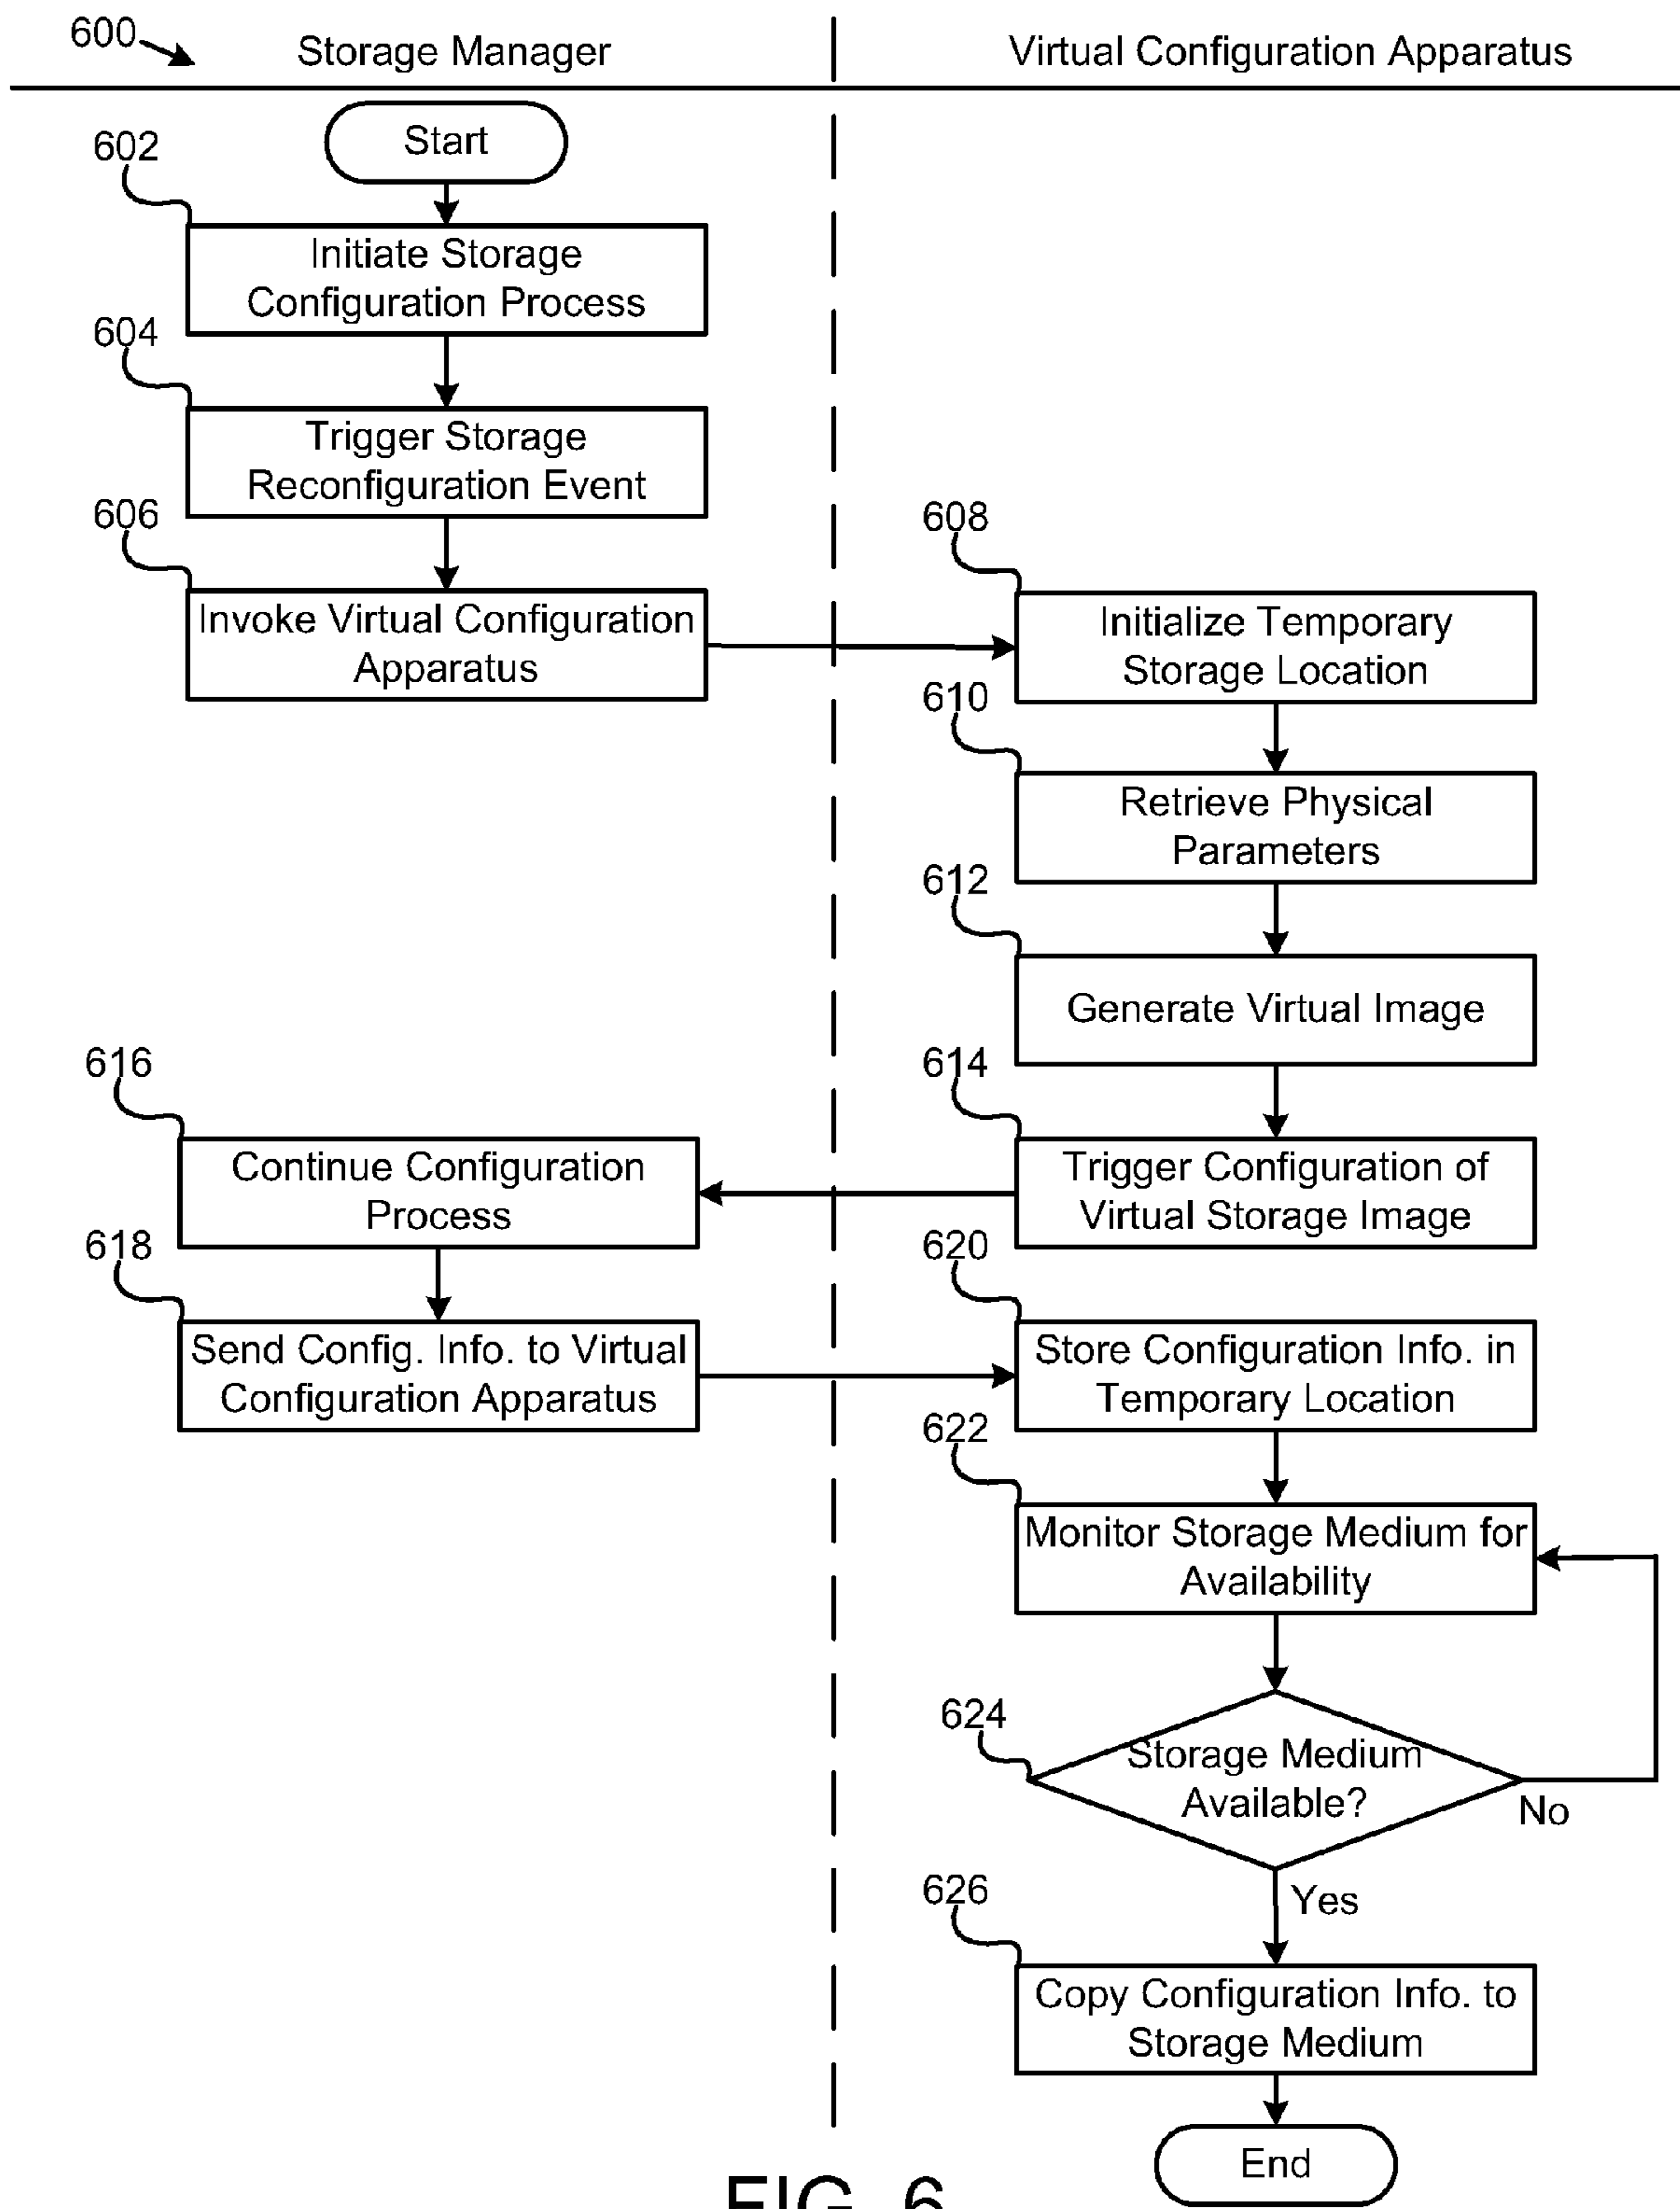 600
Storage Manager
Virtual Configuration Apparatus
Start
602
Initiate Storage
Configuration Process
604
Trigger Storage
Reconfiguration Event
606
Invoke Virtual Configuration
Apparatus
608
Initialize Temporary
Storage Location
610
Retrieve Physical
Parameters
612
Generate Virtual Image
614
Trigger Configuration of
Virtual Storage Image
616
Continue Configuration
Process
618
Send Config. Info. to Virtual
Configuration Apparatus
620
Store Configuration Info. in
Temporary Location
622
Monitor Storage Medium for
Availability
624
Storage Medium
Available?
No
Yes
626
Copy Configuration Info. to
Storage Medium
End
FIG. 6